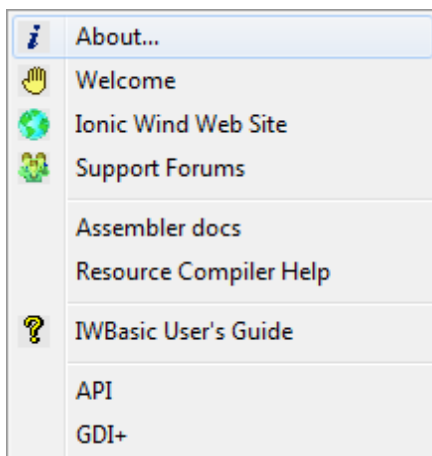 About...
Welcome
Ionic Wind Web Site
Support Forums
Assembler docs
Resource Compiler Help
IWBasic User's Guide
API
GDI+